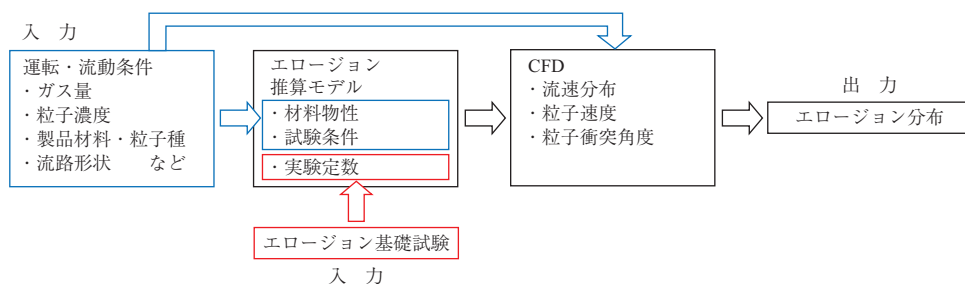 入　力
運転・流動条件
・ガス量
・粒子濃度
・製品材料・粒子種
・流路形状　　など
エロージョン
推算モデル
・材料物性
・試験条件
・実験定数
エロージョン基礎試験
入　力
CFD
・流速分布
・粒子速度
・粒子衝突角度
出　力
エロージョン分布